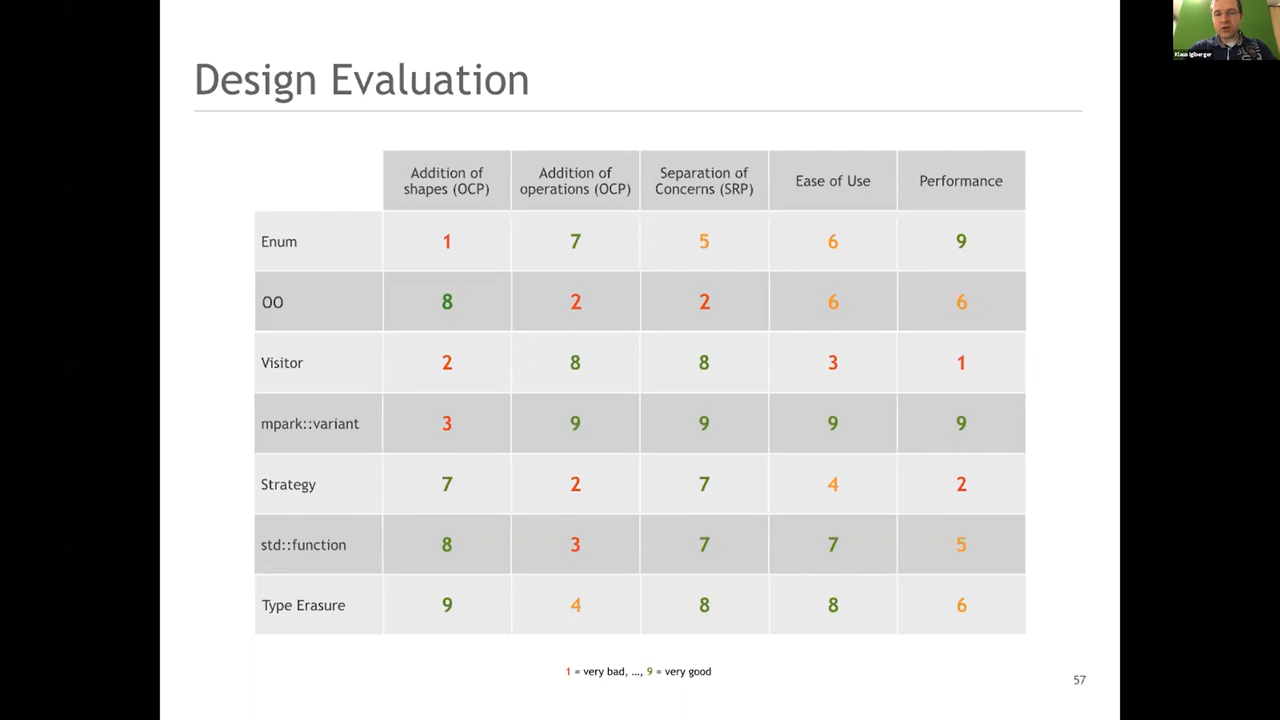 Klaus Iglberger
Design Evaluation
Addition of shapes (OCP) Addition of operations (OCP) Separation of Concerns (SRP) Ease of Use Performance
Enum 1 7 5 6 9
OO 8 2 2 6 6
Visitor 2 8 8 3 1
mpark::variant 3 9 9 9 9
Strategy 7 2 7 4 2
std::function 8 3 7 7 5
Type Erasure 9 4 8 8 6
1 = very bad, …, 9 = very good
57